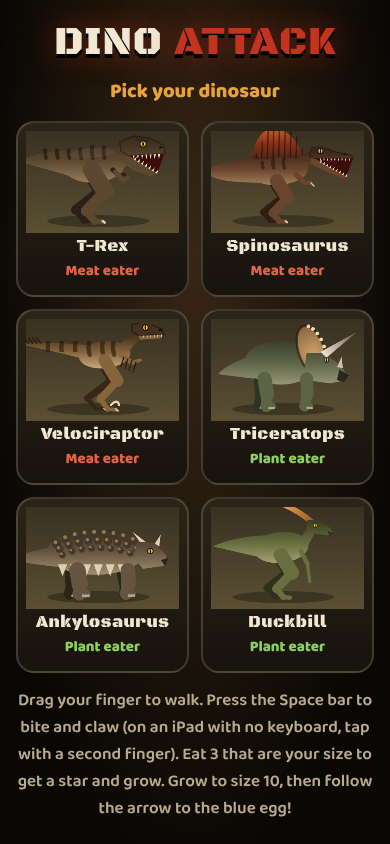 DINO ATTACK
Pick your dinosaur
T-Rex
Meat eater
Spinosaurus
Meat eater
Velociraptor
Meat eater
Triceratops
Plant eater
Ankylosaurus
Plant eater
Duckbill
Plant eater
Drag your finger to walk. Press the Space bar to
bite and claw (on an iPad with no keyboard, tap
with a second finger). Eat 3 that are your size to
get a star and grow. Grow to size 10, then follow
the arrow to the blue egg!